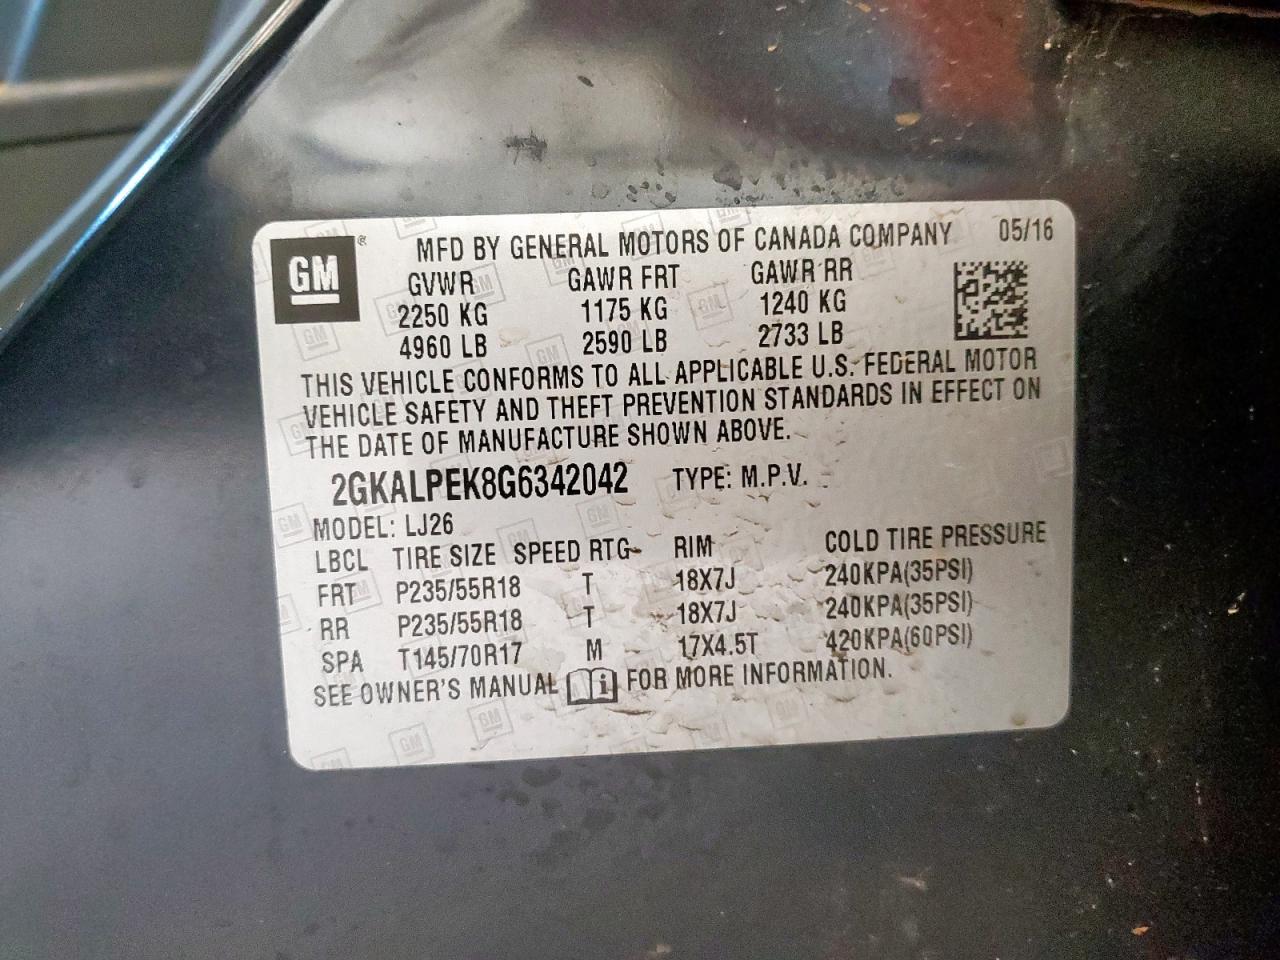 GM ® MFD BY GENERAL MOTORS OF CANADA COMPANY 05/16
GVWR GAWR FRT GAWR RR
2250 KG 1175 KG 1240 KG
4960 LB 2590 LB 2733 LB
THIS VEHICLE CONFORMS TO ALL APPLICABLE U.S. FEDERAL MOTOR
VEHICLE SAFETY AND THEFT PREVENTION STANDARDS IN EFFECT ON
THE DATE OF MANUFACTURE SHOWN ABOVE.
2GKALPEK8G6342042 TYPE: M.P.V.
MODEL: LJ26
LBCL TIRE SIZE SPEED RTG RIM COLD TIRE PRESSURE
FRT P235/55R18 T 18X7J 240KPA(35PSI)
RR P235/55R18 T 18X7J 240KPA(35PSI)
SPA T145/70R17 M 17X4.5T 420KPA(60PSI)
SEE OWNER'S MANUAL FOR MORE INFORMATION.